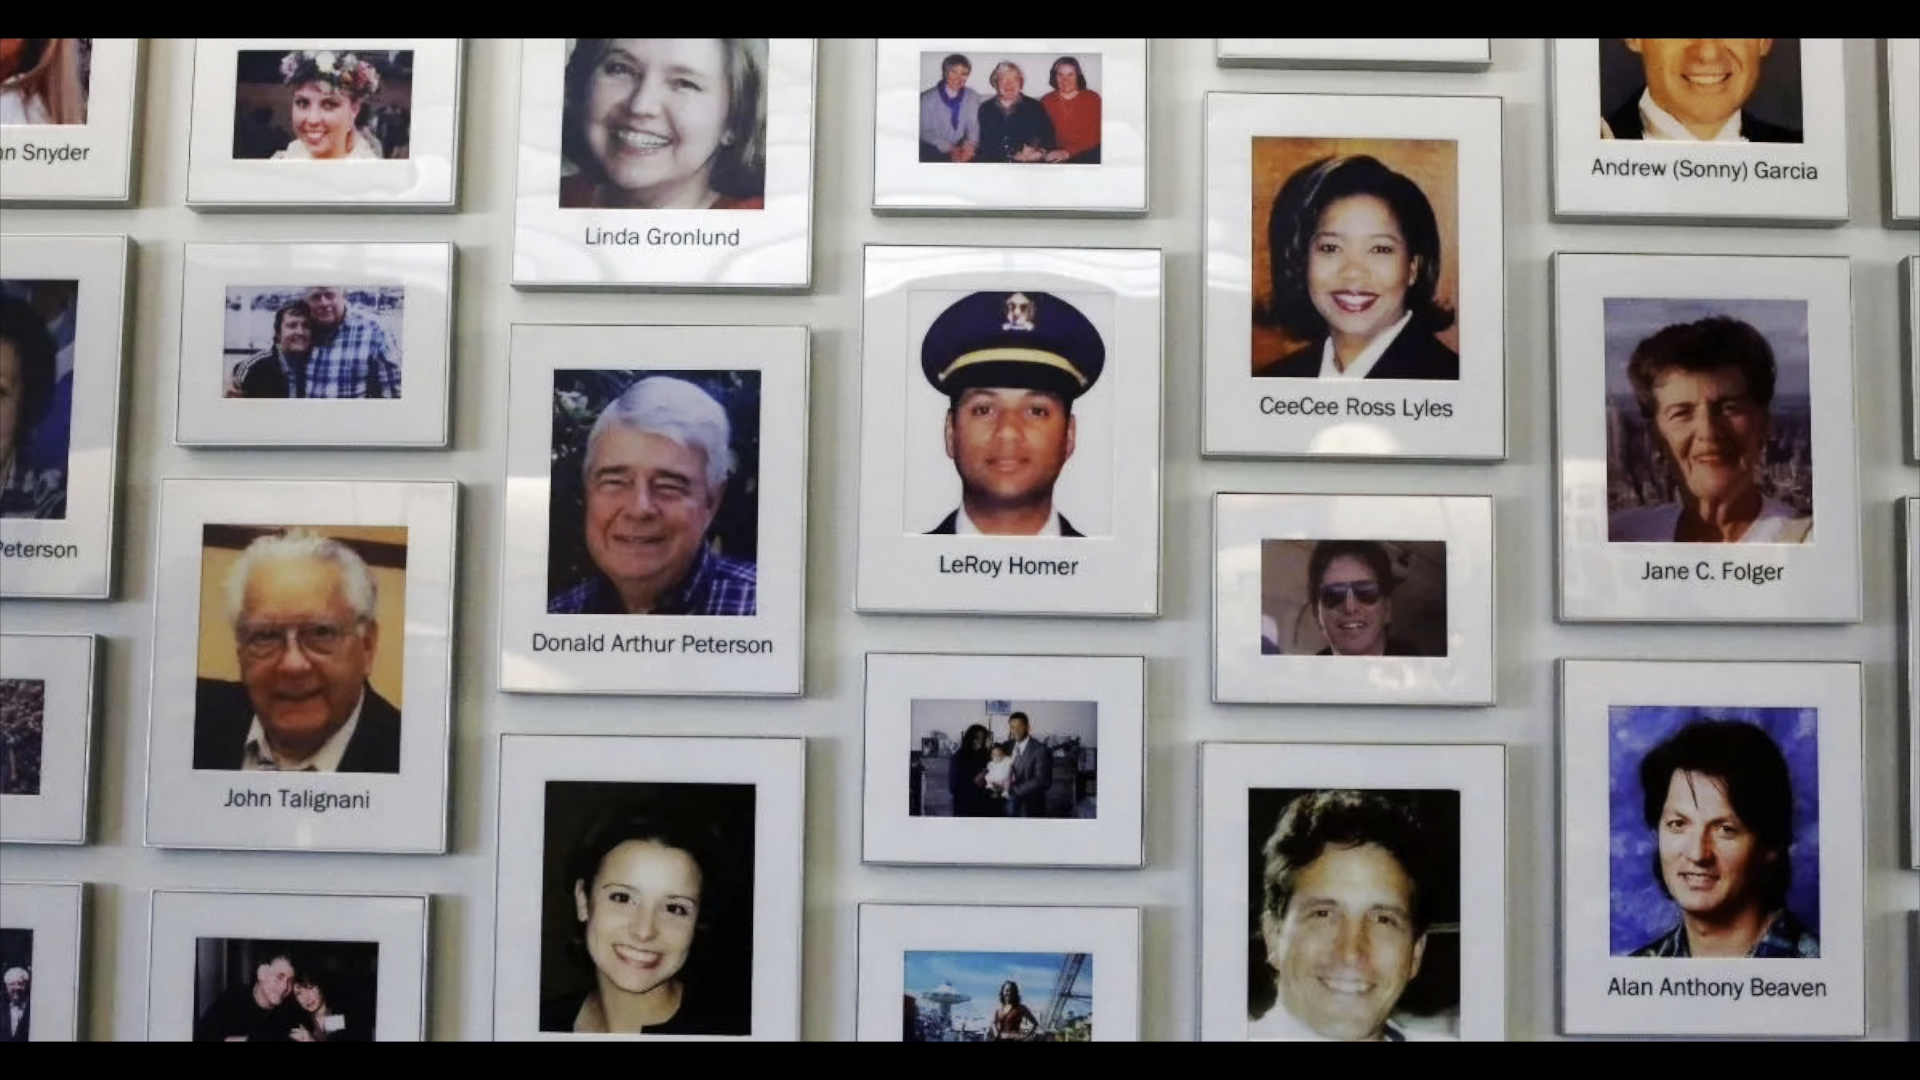 n Snyder
Linda Gronlund
Andrew (Sonny) Garcia
CeeCee Ross Lyles
Peterson
LeRoy Homer
Jane C. Folger
Donald Arthur Peterson
John Talignani
Alan Anthony Beaven